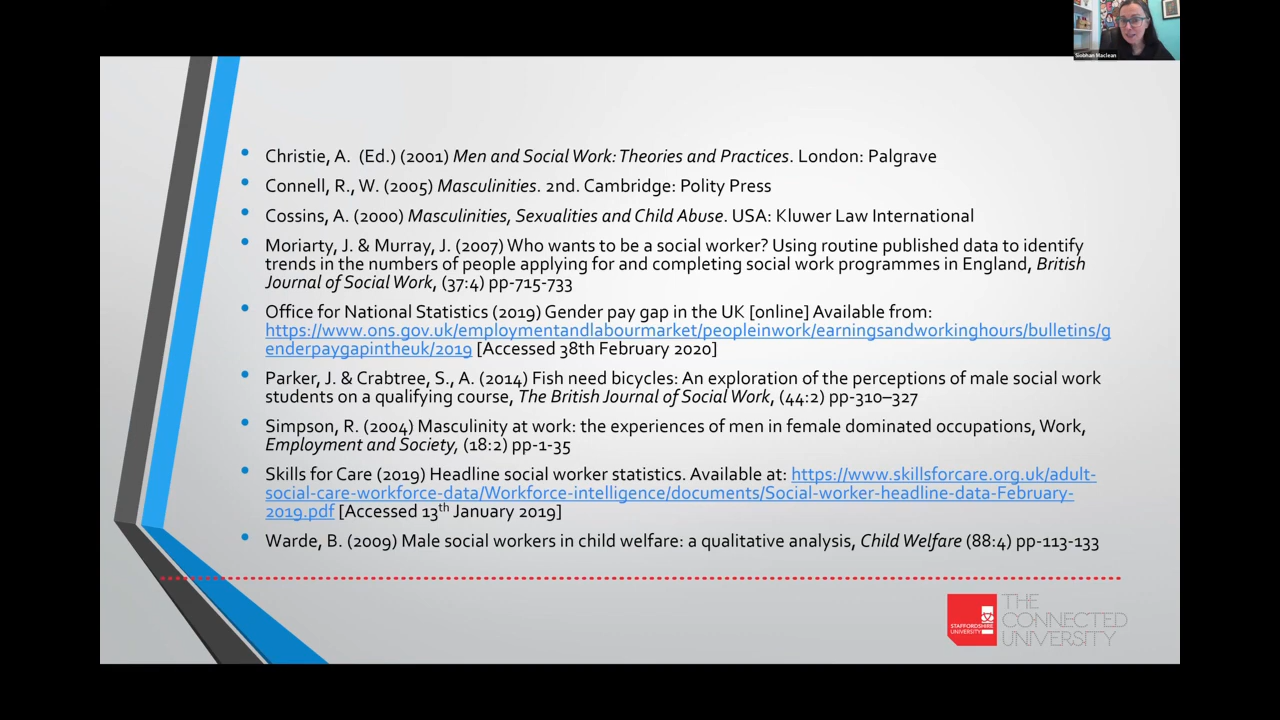 Siobhan Maclean
Christie, A. (Ed.) (2001) Men and Social Work: Theories and Practices. London: Palgrave
Connell, R., W. (2005) Masculinities. 2nd. Cambridge: Polity Press
Cossins, A. (2000) Masculinities, Sexualities and Child Abuse. USA: Kluwer Law International
Moriarty, J. & Murray, J. (2007) Who wants to be a social worker? Using routine published data to identify
trends in the numbers of people applying for and completing social work programmes in England, British
Journal of Social Work, (37:4) pp-715-733
Office for National Statistics (2019) Gender pay gap in the UK [online] Available from:
https://www.ons.gov.uk/employmentandlabourmarket/peopleinwork/earningsandworkinghours/bulletins/g
enderpaygapintheuk/2019 [Accessed 38th February 2020]
Parker, J. & Crabtree, S., A. (2014) Fish need bicycles: An exploration of the perceptions of male social work
students on a qualifying course, The British Journal of Social Work, (44:2) pp-310–327
Simpson, R. (2004) Masculinity at work: the experiences of men in female dominated occupations, Work,
Employment and Society, (18:2) pp-1-35
Skills for Care (2019) Headline social worker statistics. Available at: https://www.skillsforcare.org.uk/adult-
social-care-workforce-data/Workforce-intelligence/documents/Social-worker-headline-data-February-
2019.pdf [Accessed 13th January 2019]
Warde, B. (2009) Male social workers in child welfare: a qualitative analysis, Child Welfare (88:4) pp-113-133
STAFFORDSHIRE
UNIVERSITY
THE
CONNECTED
UNIVERSITY